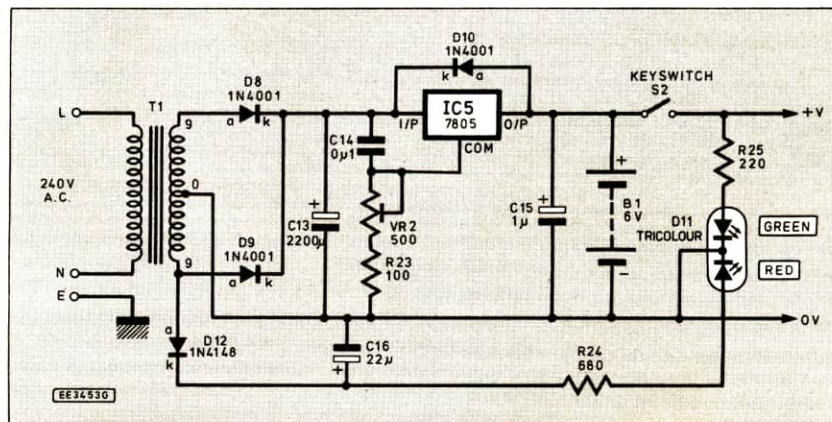 L
240V
A.C.
N
E
T1
9
0
9
D8
1N4001
a
k
D9
1N4001
a
k
D12
1N4148
a
k
C13
2200µ
+
C14
0µ1
VR2
500
R23
100
C16
22µ
+
D10
1N4001
k
a
IC5
7805
I/P
O/P
COM
C15
1µ
+
B1
6V
+
−
KEYSWITCH
S2
+V
R25
220
D11
TRICOLOUR
GREEN
RED
0V
R24
680
EE3453G